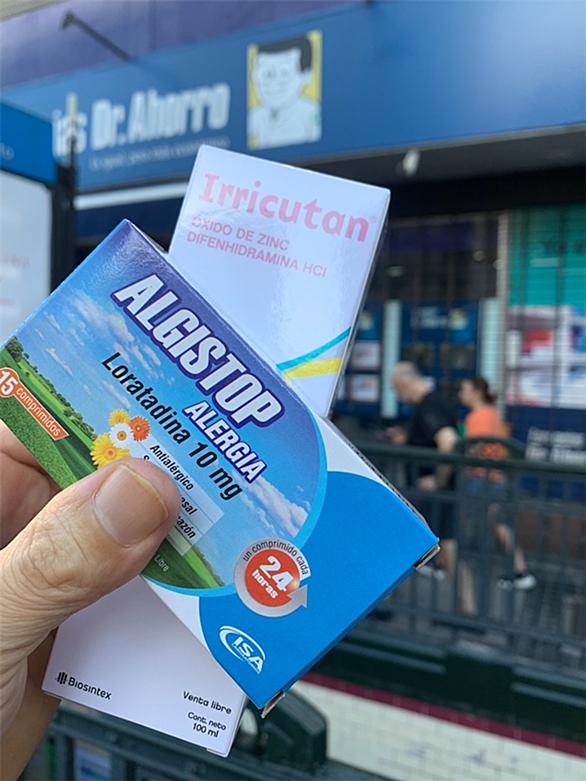 Dr.Ahorro
Irricutan®
OXIDO DE ZINC
DIFENHIDRAMINA HCl
ALGISTOP
ALERGIA
Loratadina 10 mg
15 comprimidos
Antialérgico
un comprimido cada
24
horas
ISA
Biosintex
Venta libre
Cont. neto
100 ml